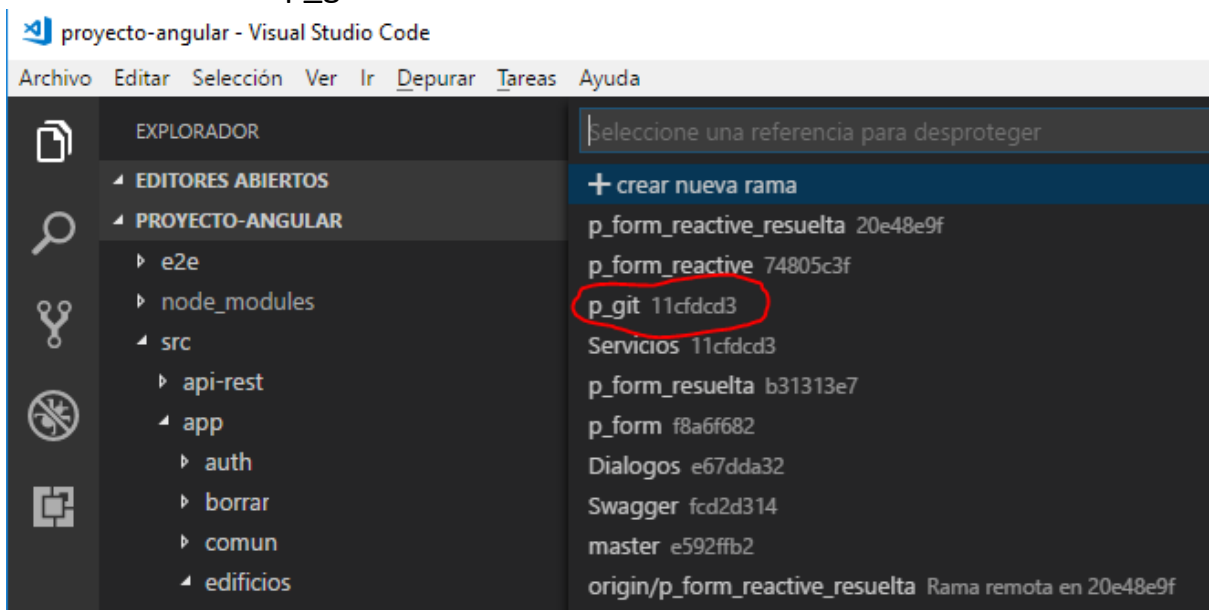 p_g
proyecto-angular - Visual Studio Code
Archivo Editar Selección Ver Ir Depurar Tareas Ayuda
EXPLORADOR
EDITORES ABIERTOS
PROYECTO-ANGULAR
e2e
node_modules
src
api-rest
app
auth
borrar
comun
edificios
Seleccione una referencia para desproteger
+ crear nueva rama
p_form_reactive_resuelta 20e48e9f
p_form_reactive 74805c3f
p_git 11cfdcd3
Servicios 11cfdcd3
p_form_resuelta b31313e7
p_form f8a6f682
Dialogos e67dda32
Swagger fcd2d314
master e592ffb2
origin/p_form_reactive_resuelta Rama remota en 20e48e9f